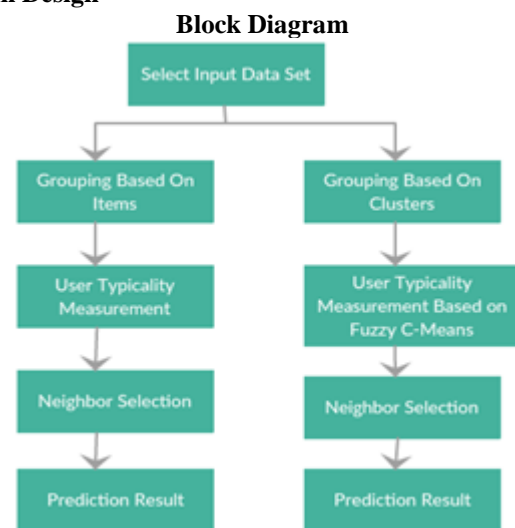 Design
Block Diagram
Select Input Data Set
Grouping Based On
Items
User Typicality
Measurement
Neighbor Selection
Prediction Result
Grouping Based On
Clusters
User Typicality
Measurement Based on
Fuzzy C-Means
Neighbor Selection
Prediction Result